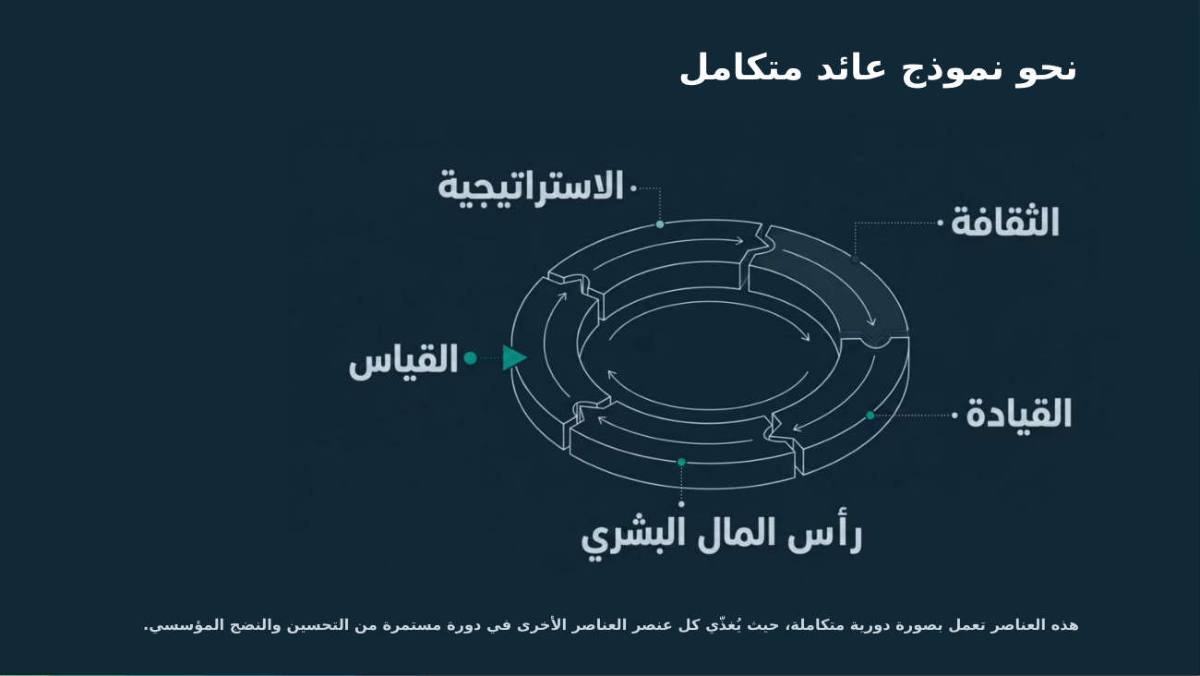 نحو نموذج عائد متكامل
الاستراتيجية
الثقافة
القياس
القيادة
رأس المال البشري
هذه العناصر تعمل بصورة دورية متكاملة، حيث يُغذّي كل عنصر العناصر الأخرى في دورة مستمرة من التحسين والنضج المؤسسي.